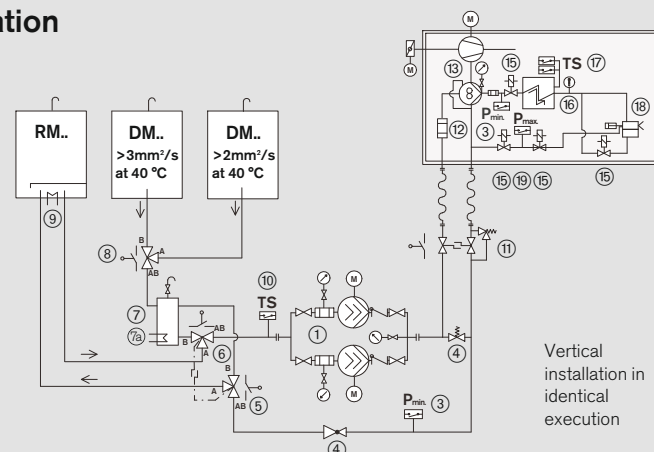 ation
M
M
13
15
TS
17
8
Pmin.
3
Pmax.
16
18
12
15
19
15
15
RM..
DM..
>3mm²/s
at 40 °C
DM..
>2mm²/s
at 40 °C
9
8
B
A
AB
11
10
TS
M
7
7a
B
AB
A
6
1
4
B
A
AB
5
M
Pmin.
3
4
Vertical
installation in
identical
execution